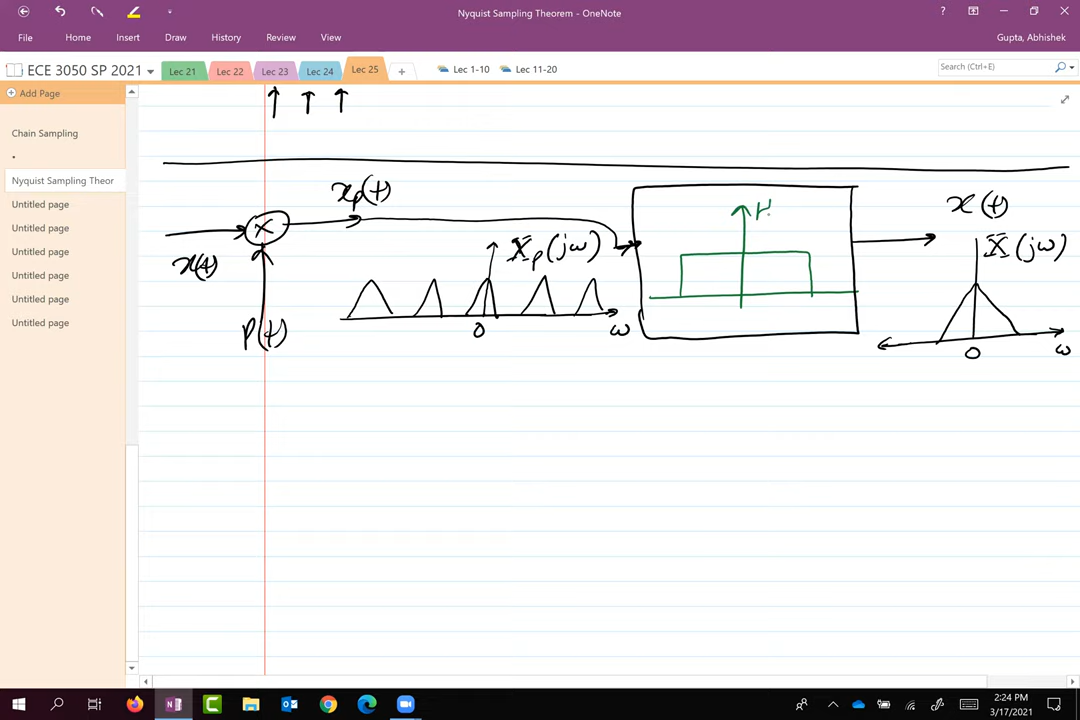 Nyquist Sampling Theorem - OneNote
?
File Home Insert Draw History Review View
Gupta, Abhishek
ECE 3050 SP 2021
Lec 21 Lec 22 Lec 23 Lec 24 Lec 25 + Lec 1-10 Lec 11-20
Search (Ctrl+E)
Add Page
Chain Sampling
Nyquist Sampling Theor
Untitled page
Untitled page
Untitled page
Untitled page
Untitled page
Untitled page
xp(t)
x(t)
X
x(t)
p(t)
Xp(jω)
0
ω
H
x(t)
X(jω)
0
ω
2:24 PM
3/17/2021